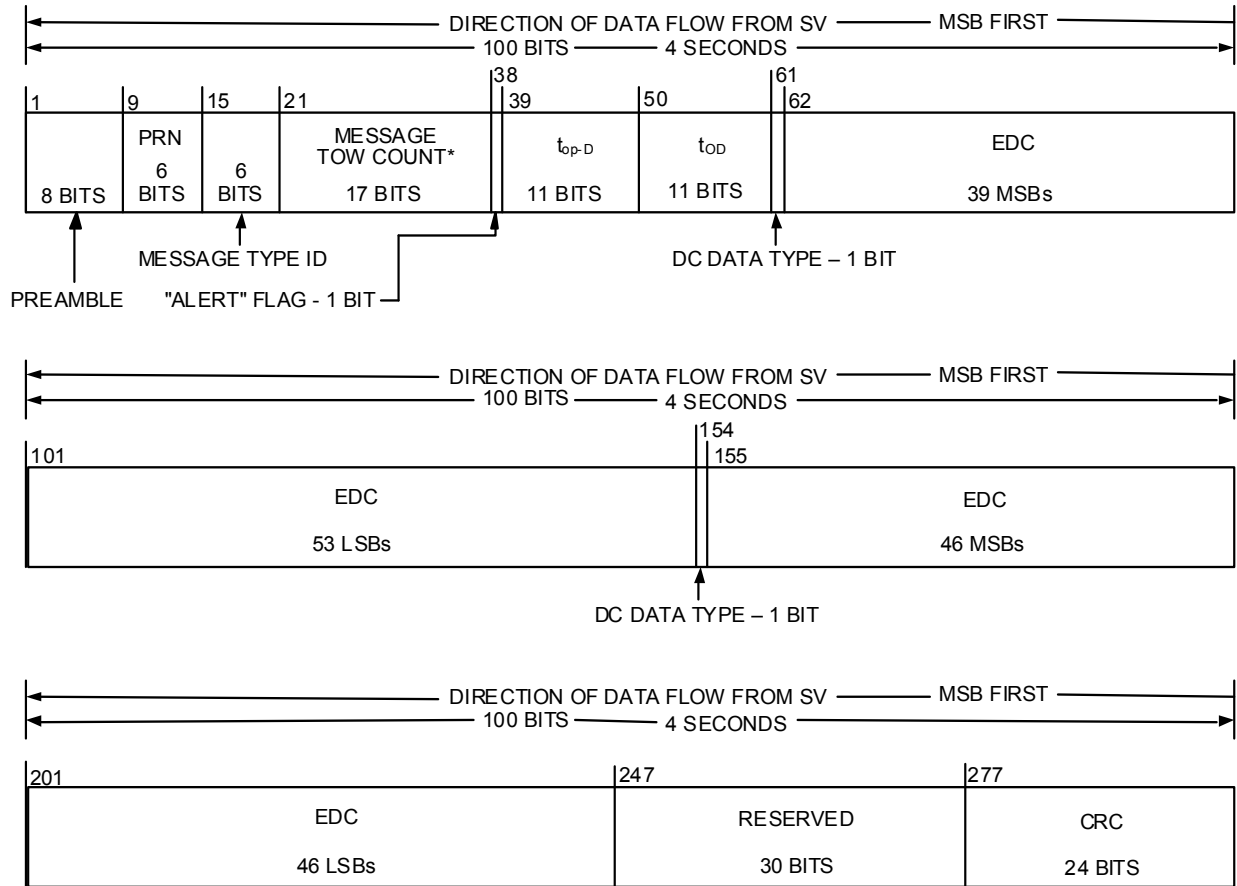 DIRECTION OF DATA FLOW FROM SV MSB FIRST
100 BITS 4 SECONDS
38 61
1 9 15 21 39 50 62
PRN MESSAGE
TOW COUNT* t_op-D t_OD EDC
6 6
8 BITS BITS BITS 17 BITS 11 BITS 11 BITS 39 MSBs
MESSAGE TYPE ID DC DATA TYPE – 1 BIT
PREAMBLE "ALERT" FLAG - 1 BIT
DIRECTION OF DATA FLOW FROM SV MSB FIRST
100 BITS 4 SECONDS
154
101 155
EDC EDC
53 LSBs 46 MSBs
DC DATA TYPE – 1 BIT
DIRECTION OF DATA FLOW FROM SV MSB FIRST
100 BITS 4 SECONDS
201 247 277
EDC RESERVED CRC
46 LSBs 30 BITS 24 BITS